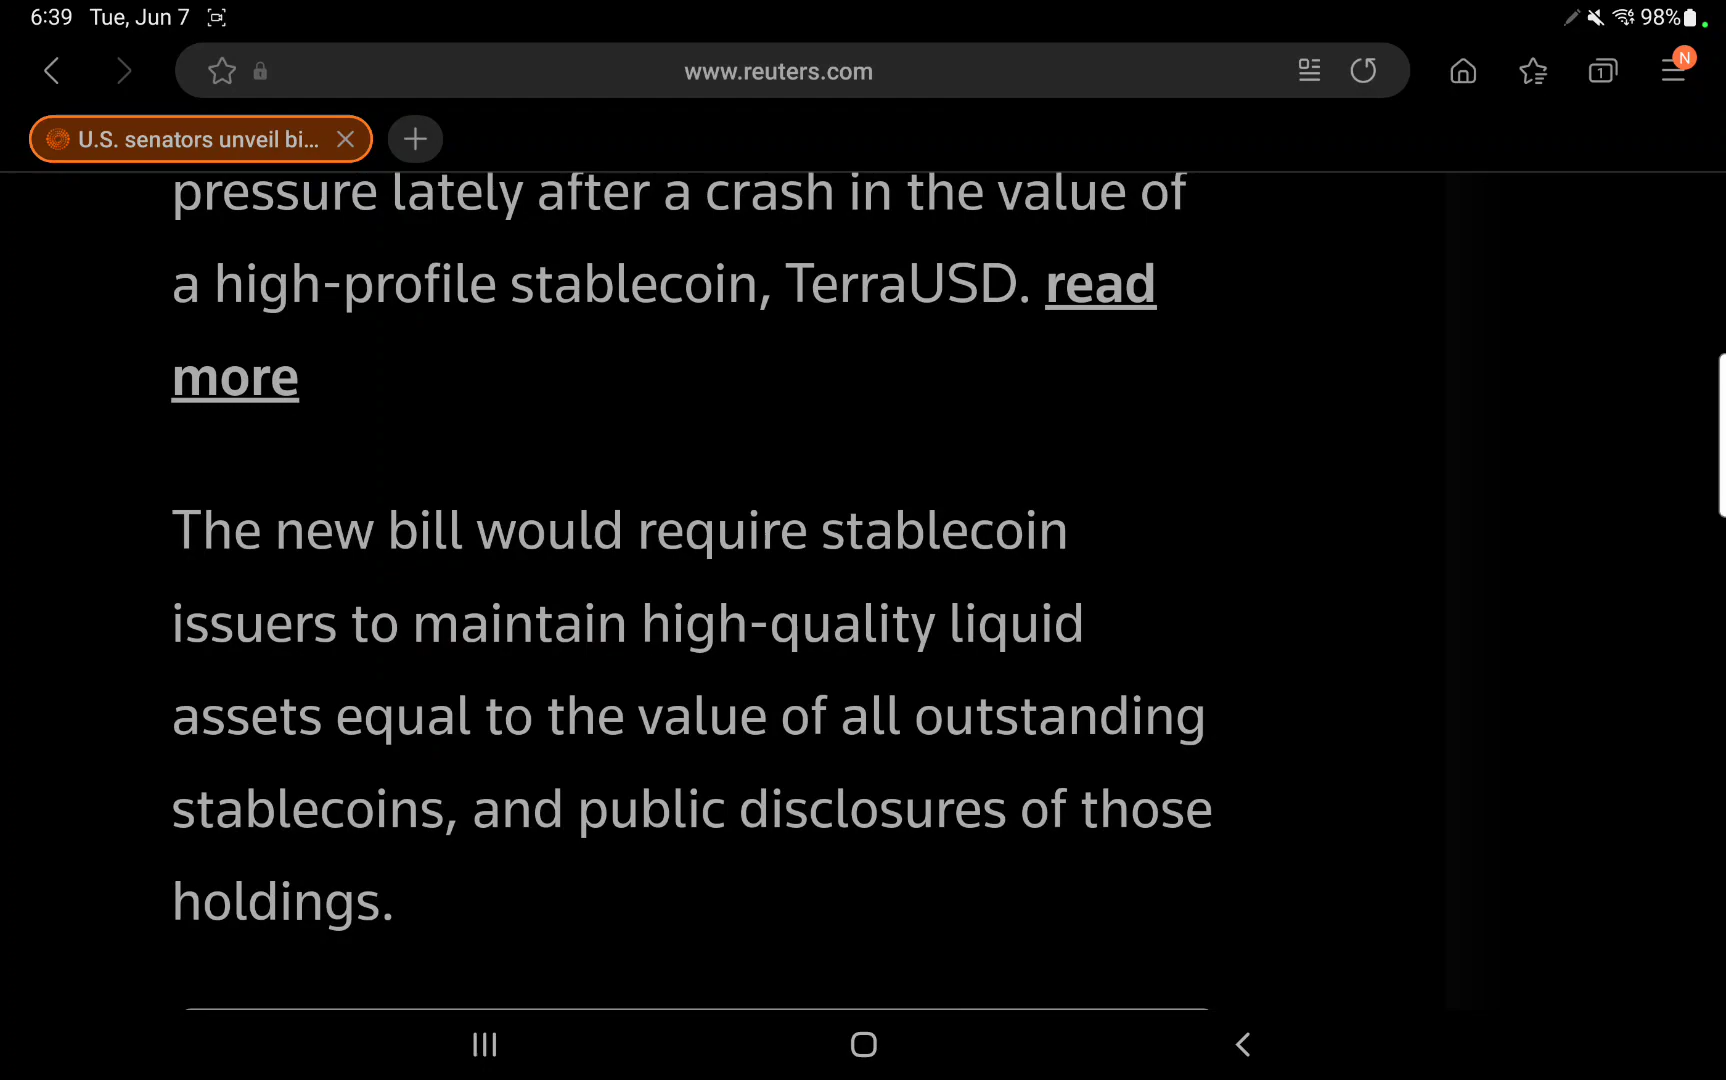 6:39 Tue, Jun 7 98%
www.reuters.com 1 N
U.S. senators unveil bi...
pressure lately after a crash in the value of
a high-profile stablecoin, TerraUSD. read
more
The new bill would require stablecoin
issuers to maintain high-quality liquid
assets equal to the value of all outstanding
stablecoins, and public disclosures of those
holdings.